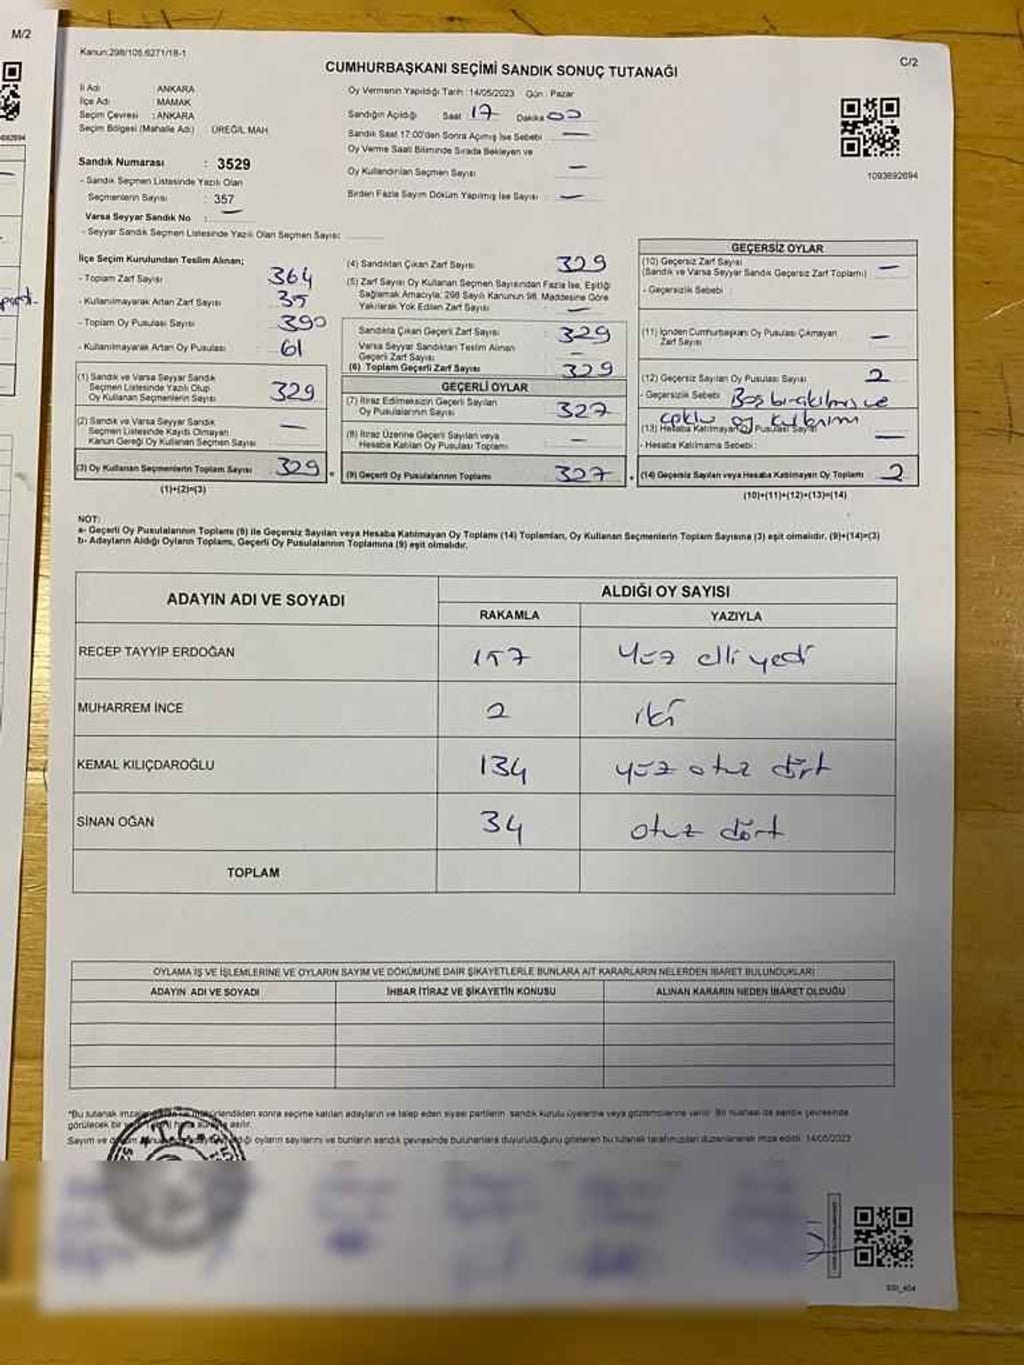 M/2
Kanun:298/105,6271/18-1
C/2
CUMHURBAŞKANI SEÇİMİ SANDIK SONUÇ TUTANAĞI
İl Adı : ANKARA
İlçe Adı : MAMAK
Seçim Çevresi : ANKARA
Seçim Bölgesi (Mahalle Adı) : ÜREĞİL MAH
Sandık Numarası : 3529
- Sandık Seçmen Listesinde Yazılı Olan
Seçmenlerin Sayısı : 357
Varsa Seyyar Sandık No : —
- Seyyar Sandık Seçmen Listesinde Yazılı Olan Seçmen Sayısı:
Oy Vermenin Yapıldığı Tarih : 14/05/2023 Gün : Pazar
Sandığın Açıldığı Saat 17 Dakika 00
Sandık Saat 17:00'den Sonra Açılmış İse Sebebi —
Oy Verme Saati Bitiminde Sırada Bekleyen ve
Oy Kullandırılan Seçmen Sayısı —
Birden Fazla Sayım Döküm Yapılmış İse Sayısı —
1093692694
İlçe Seçim Kurulundan Teslim Alınan;
- Toplam Zarf Sayısı 364
- Kullanılmayarak Artan Zarf Sayısı 35
- Toplam Oy Pusulası Sayısı 390
- Kullanılmayarak Artan Oy Pusulası 61
(1) Sandık ve Varsa Seyyar Sandık
Seçmen Listesinde Yazılı Olup
Oy Kullanan Seçmenlerin Sayısı 329
(2) Sandık ve Varsa Seyyar Sandık
Seçmen Listesinde Kayıtlı Olmayan
Kanun Gereği Oy Kullanan Seçmen Sayısı —
(3) Oy Kullanan Seçmenlerin Toplam Sayısı 329
(1)+(2)=(3)
(4) Sandıktan Çıkan Zarf Sayısı 329
(5) Zarf Sayısı Oy Kullanan Seçmen Sayısından Fazla İse, Eşitliği
Sağlamak Amacıyla; 298 Sayılı Kanunun 98. Maddesine Göre
Yakılarak Yok Edilen Zarf Sayısı —
Sandıkta Çıkan Geçerli Zarf Sayısı 329
Varsa Seyyar Sandıktan Teslim Alınan
Geçerli Zarf Sayısı —
(6) Toplam Geçerli Zarf Sayısı 329
GEÇERLİ OYLAR
(7) İtiraz Edilmeksizin Geçerli Sayılan
Oy Pusulalarının Sayısı 327
(8) İtiraz Üzerine Geçerli Sayılan veya
Hesaba Katılan Oy Pusulası Toplamı —
(9) Geçerli Oy Pusulalarının Toplamı 327
GEÇERSİZ OYLAR
(10) Geçersiz Zarf Sayısı
(Sandık ve Varsa Seyyar Sandık Geçersiz Zarf Toplamı) —
- Geçersizlik Sebebi :
(11) İçinden Cumhurbaşkanı Oy Pusulası Çıkmayan
Zarf Sayısı —
(12) Geçersiz Sayılan Oy Pusulası Sayısı 2
- Geçersizlik Sebebi : Boş bırakılmış ve
çoklu oy kullanım
(13) Hesaba Katılmayan Oy Pusulası Sayısı —
- Hesaba Katılmama Sebebi :
(14) Geçersiz Sayılan veya Hesaba Katılmayan Oy Toplamı 2
(10)+(11)+(12)+(13)=(14)
NOT:
a- Geçerli Oy Pusulalarının Toplamı (9) ile Geçersiz Sayılan veya Hesaba Katılmayan Oy Toplamı (14) Toplamları, Oy Kullanan Seçmenlerin Toplam Sayısına (3) eşit olmalıdır. (9)+(14)=(3)
b- Adayların Aldığı Oyların Toplamı, Geçerli Oy Pusulalarının Toplamına (9) eşit olmalıdır.
ADAYIN ADI VE SOYADI
ALDIĞI OY SAYISI
RAKAMLA YAZIYLA
RECEP TAYYİP ERDOĞAN 157 Yüz elli yedi
MUHARREM İNCE 2 iki
KEMAL KILIÇDAROĞLU 134 yüz otuz dört
SİNAN OĞAN 34 otuz dört
TOPLAM
OYLAMA İŞ VE İŞLEMLERİNE VE OYLARIN SAYIM VE DÖKÜMÜNE DAİR ŞİKAYETLERLE BUNLARA AİT KARARLARIN NELERDEN İBARET BULUNDUKLARI
ADAYIN ADI VE SOYADI İHBAR İTİRAZ VE ŞİKAYETİN KONUSU ALINAN KARARIN NEDEN İBARET OLDUĞU
*Bu tutanak sonra seçime katılan adayların ve talep eden siyasi partilerin sandık kurulu üyelerine veya gözlemcilerine verilir. Bir nüshası da sandık çevresinde
görülecek bir hafta süreyle asılır.
Sayım ve oyların sayılarını ve bunların sandık çevresinde bulunanlara duyurulduğunu gösteren bu tutanak tarafımızdan düzenlenerek imza edildi. 14/05/2023
T.C.